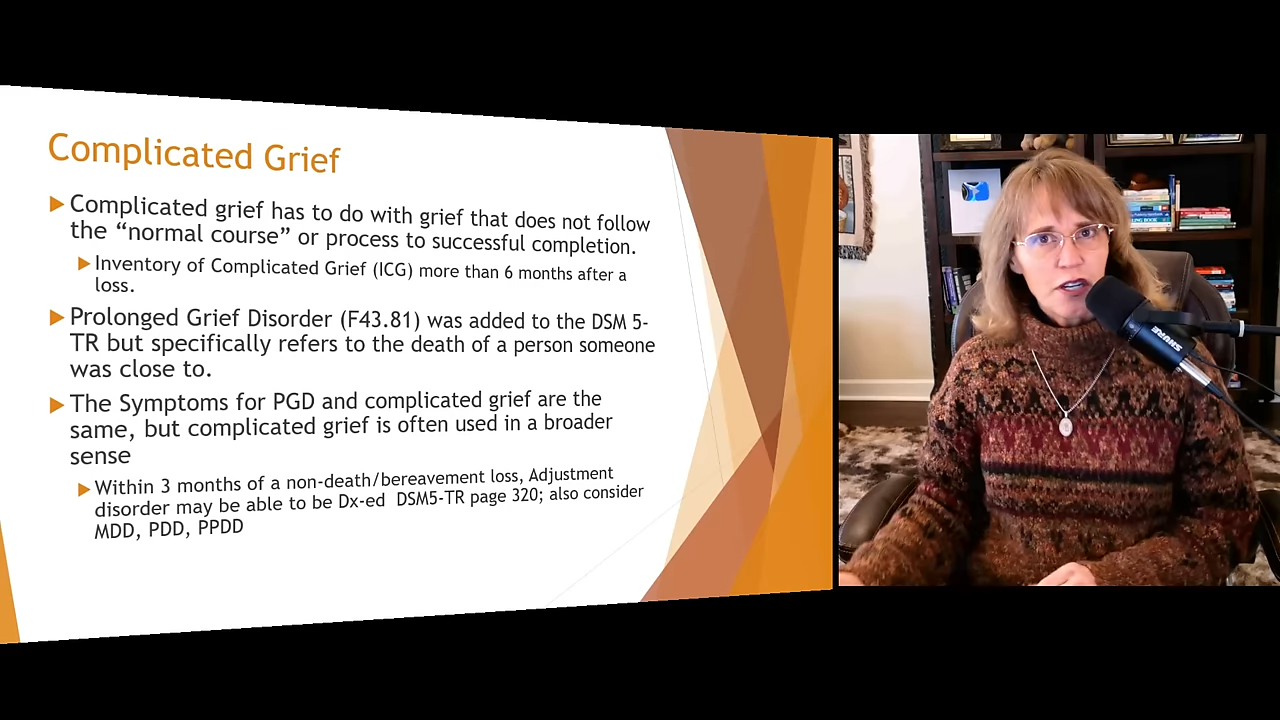 Complicated Grief
Complicated grief has to do with grief that does not follow
the “normal course” or process to successful completion.
Inventory of Complicated Grief (ICG) more than 6 months after a
loss.
Prolonged Grief Disorder (F43.81) was added to the DSM 5-
TR but specifically refers to the death of a person someone
was close to.
The Symptoms for PGD and complicated grief are the
same, but complicated grief is often used in a broader
sense
Within 3 months of a non-death/bereavement loss, Adjustment
disorder may be able to be Dx-ed DSM5-TR page 320; also consider
MDD, PDD, PPDD
SHURE